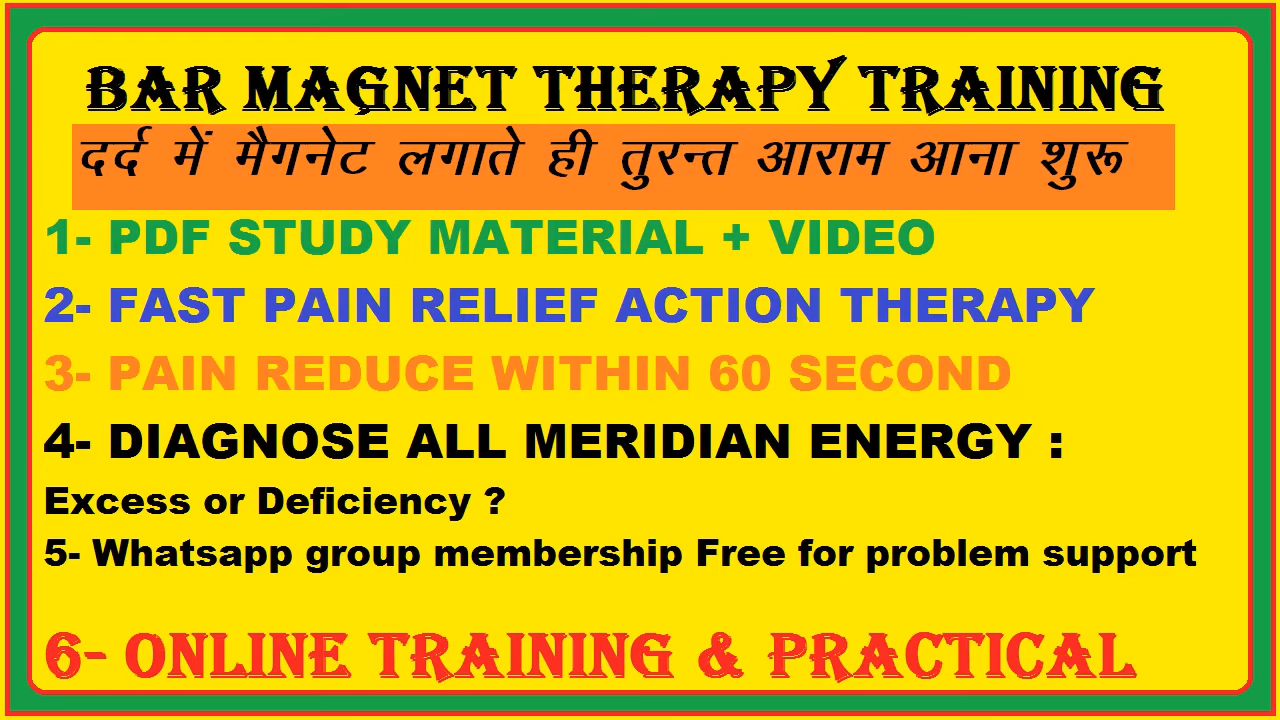 BAR MAGNET THERAPY TRAINING
दर्द में मैगनेट लगाते ही तुरन्त आराम आना शुरू
1- PDF STUDY MATERIAL + VIDEO
2- FAST PAIN RELIEF ACTION THERAPY
3- PAIN REDUCE WITHIN 60 SECOND
4- DIAGNOSE ALL MERIDIAN ENERGY :
Excess or Deficiency ?
5- Whatsapp group membership Free for problem support
6- ONLINE TRAINING & PRACTICAL